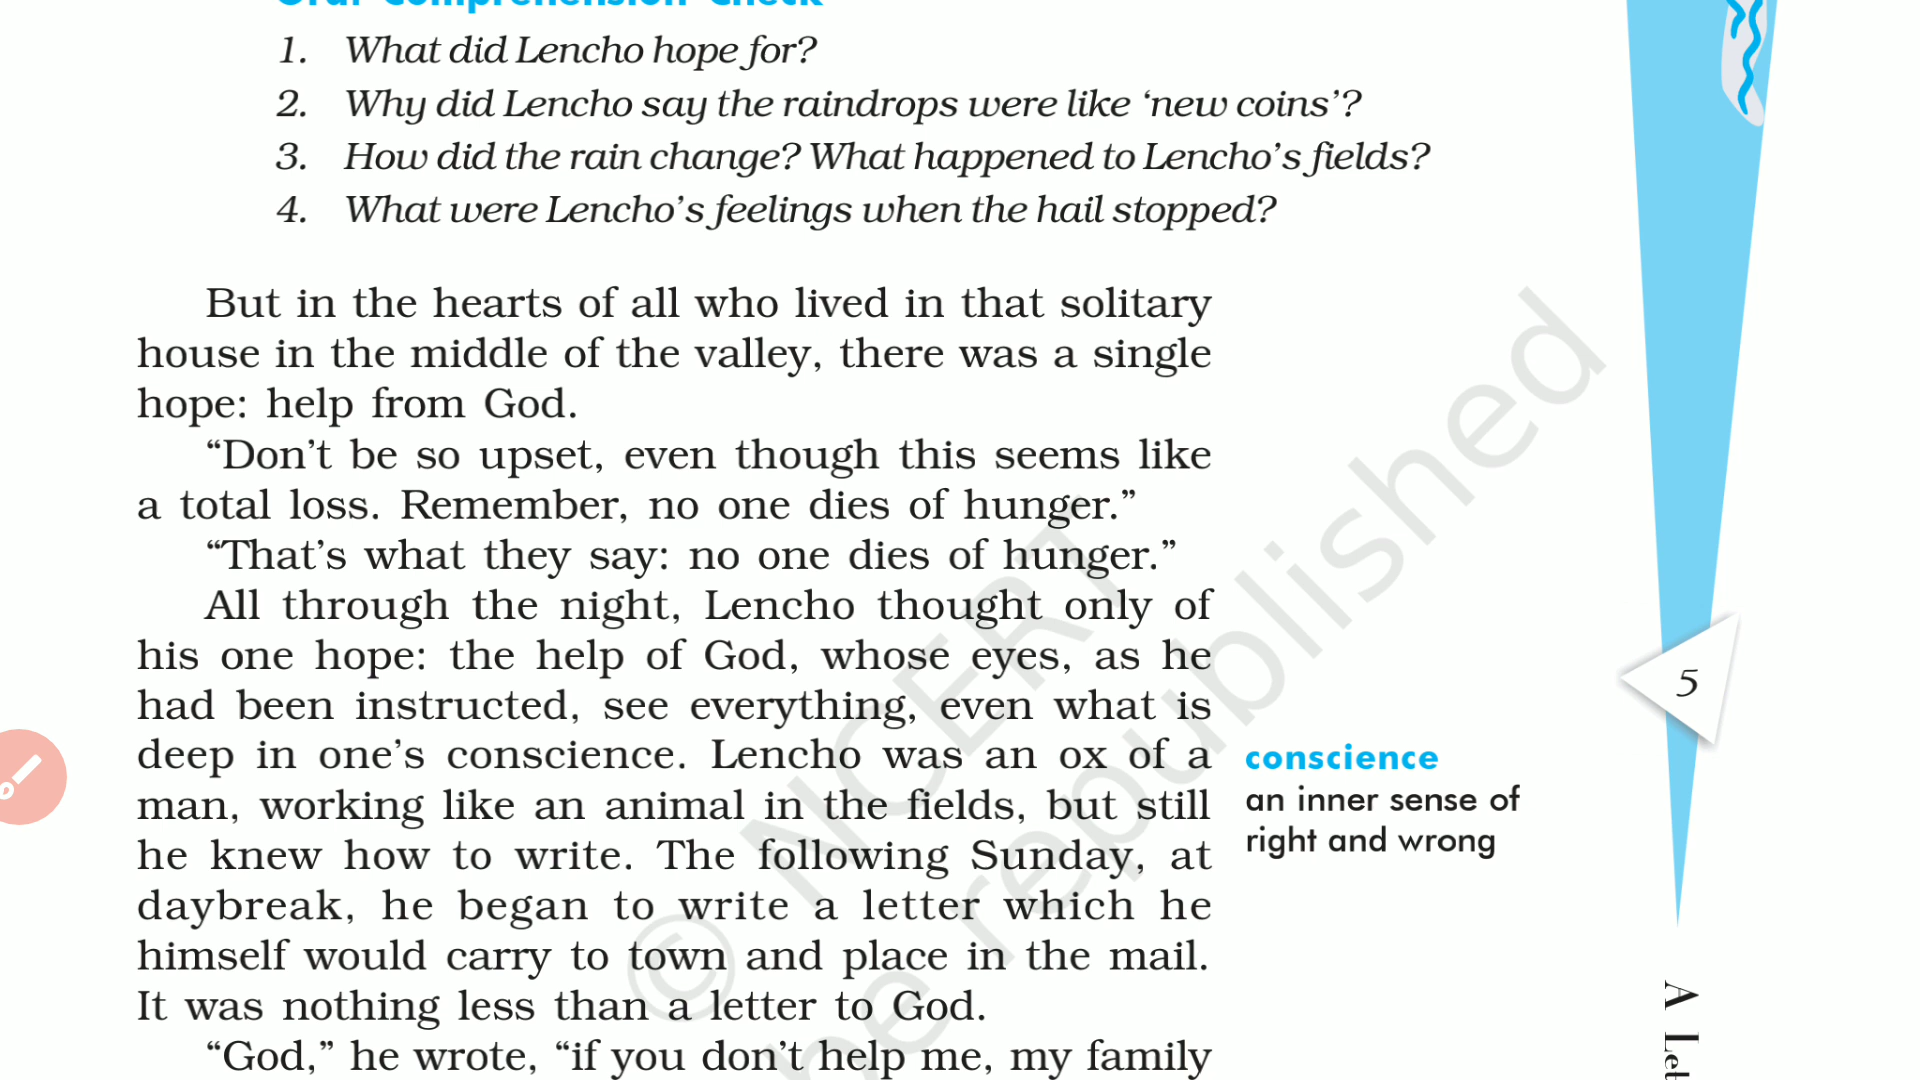 Oral Comprehension Check
1. What did Lencho hope for?
2. Why did Lencho say the raindrops were like ‘new coins’?
3. How did the rain change? What happened to Lencho’s fields?
4. What were Lencho’s feelings when the hail stopped?
But in the hearts of all who lived in that solitary
house in the middle of the valley, there was a single
hope: help from God.
“Don’t be so upset, even though this seems like
a total loss. Remember, no one dies of hunger.”
“That’s what they say: no one dies of hunger.”
All through the night, Lencho thought only of
his one hope: the help of God, whose eyes, as he
had been instructed, see everything, even what is
deep in one’s conscience. Lencho was an ox of a
man, working like an animal in the fields, but still
he knew how to write. The following Sunday, at
daybreak, he began to write a letter which he
himself would carry to town and place in the mail.
It was nothing less than a letter to God.
“God,” he wrote, “if you don’t help me, my family
conscience
an inner sense of
right and wrong
5
A Let
© NCERT
he republished